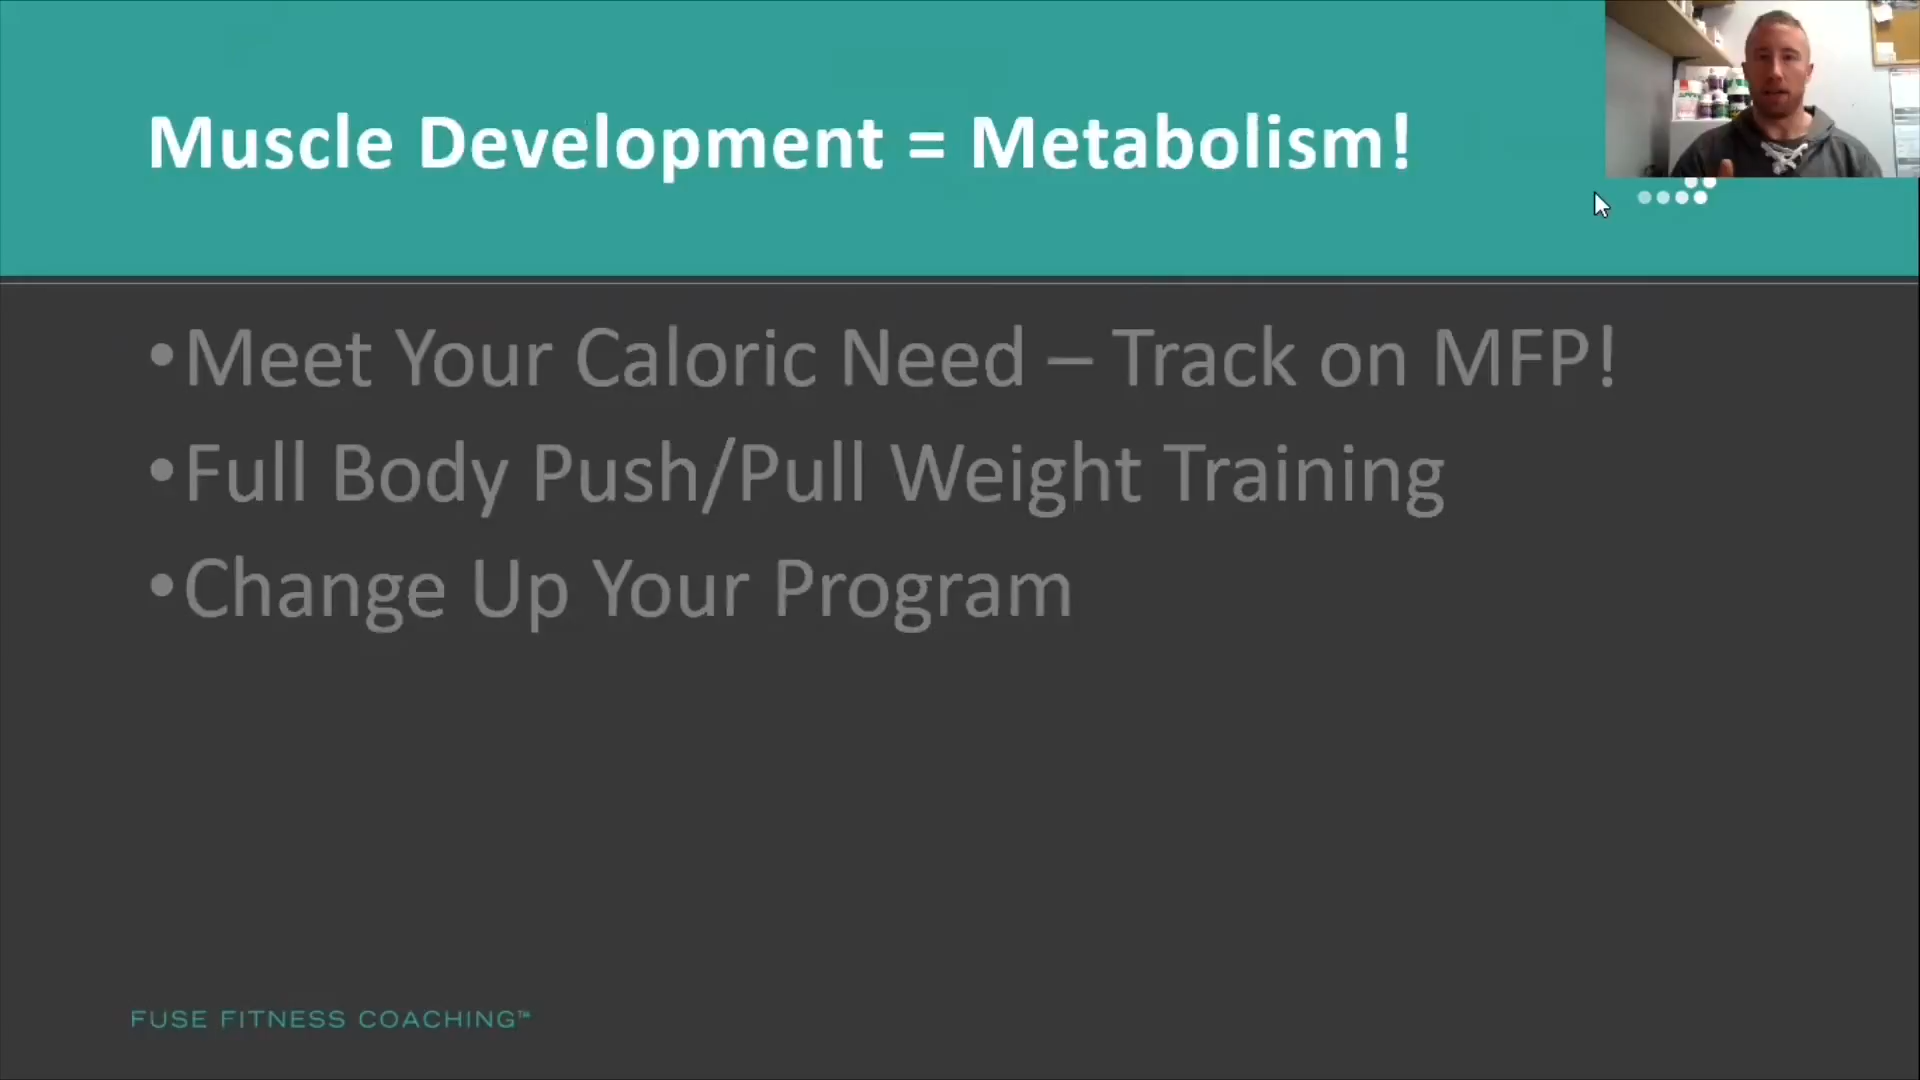 Muscle Development = Metabolism!
•Meet Your Caloric Need – Track on MFP!
•Full Body Push/Pull Weight Training
•Change Up Your Program
FUSE FITNESS COACHING™